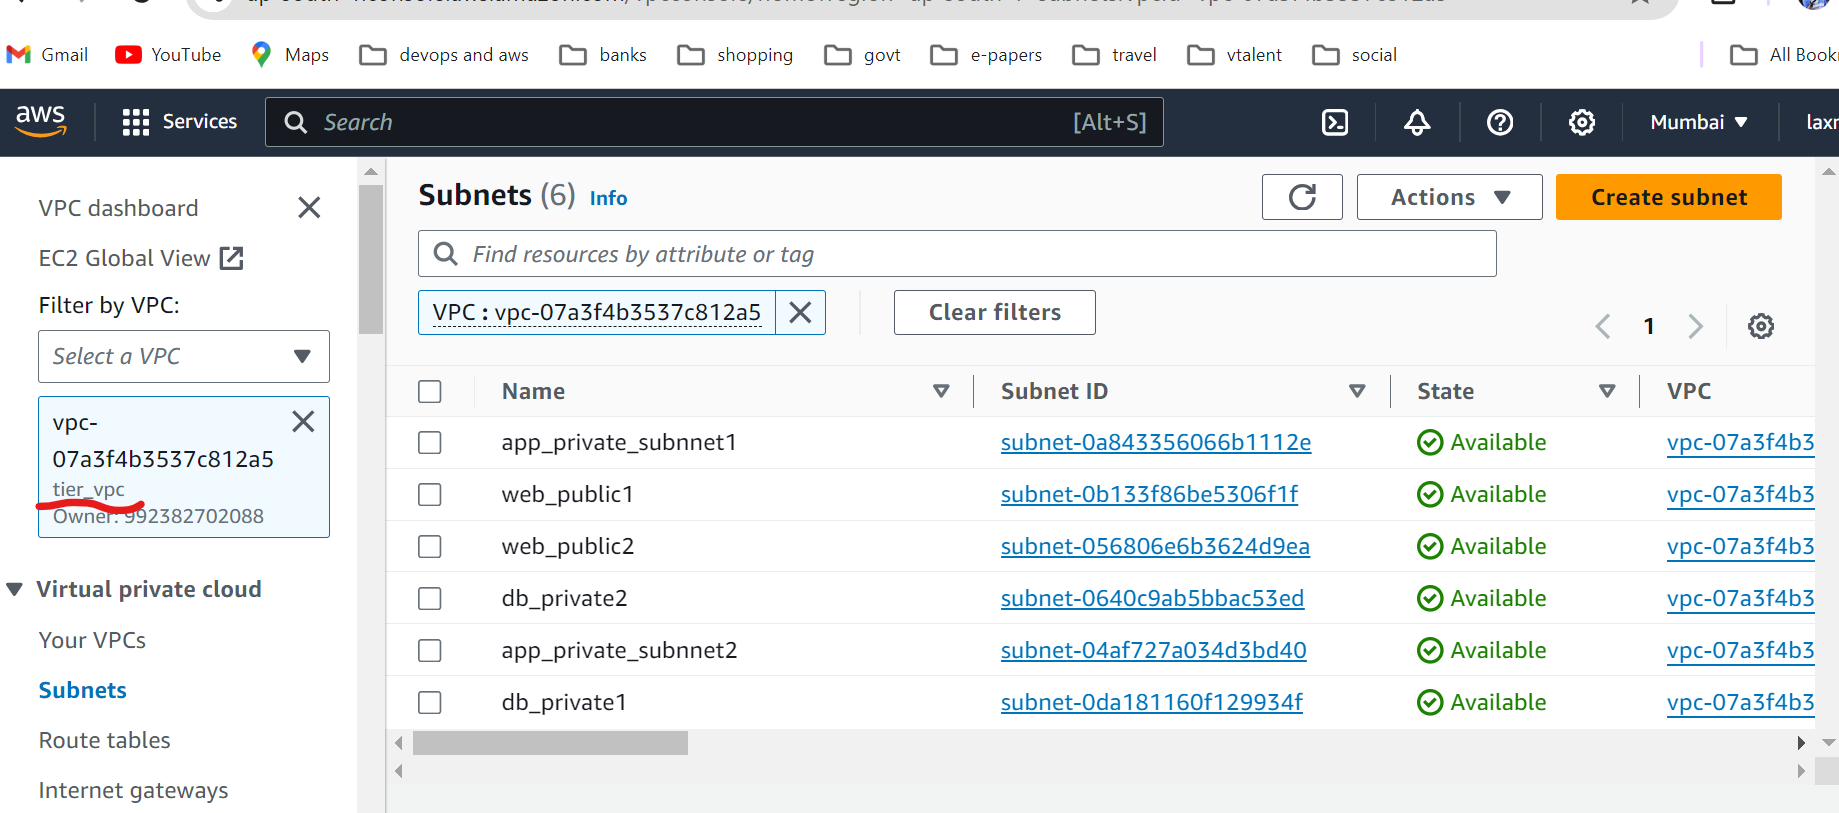 Gmail YouTube Maps devops and aws banks shopping govt e-papers travel vtalent social
aws Services Search [Alt+S] Mumbai
VPC dashboard
EC2 Global View
Filter by VPC:
Select a VPC
vpc-
07a3f4b3537c812a5
tier_vpc
Owner: 992382702088
Virtual private cloud
Your VPCs
Subnets
Route tables
Internet gateways
Subnets (6) Info Actions Create subnet
Find resources by attribute or tag
VPC : vpc-07a3f4b3537c812a5 Clear filters
1
Name Subnet ID State VPC
app_private_subnnet1 subnet-0a843356066b1112e Available vpc-07a3f4b3
web_public1 subnet-0b133f86be5306f1f Available vpc-07a3f4b3
web_public2 subnet-056806e6b3624d9ea Available vpc-07a3f4b3
db_private2 subnet-0640c9ab5bbac53ed Available vpc-07a3f4b3
app_private_subnnet2 subnet-04af727a034d3bd40 Available vpc-07a3f4b3
db_private1 subnet-0da181160f129934f Available vpc-07a3f4b3